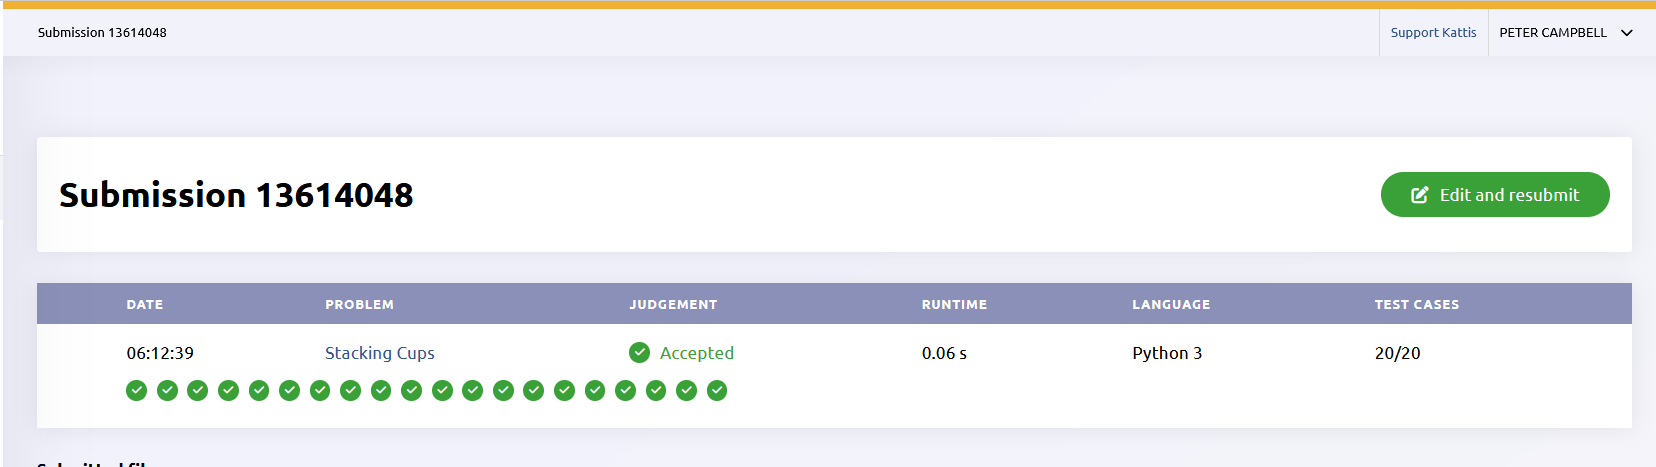 Submission 13614048
Support Kattis
PETER CAMPBELL
Submission 13614048
Edit and resubmit
DATE PROBLEM JUDGEMENT RUNTIME LANGUAGE TEST CASES
06:12:39 Stacking Cups Accepted 0.06 s Python 3 20/20